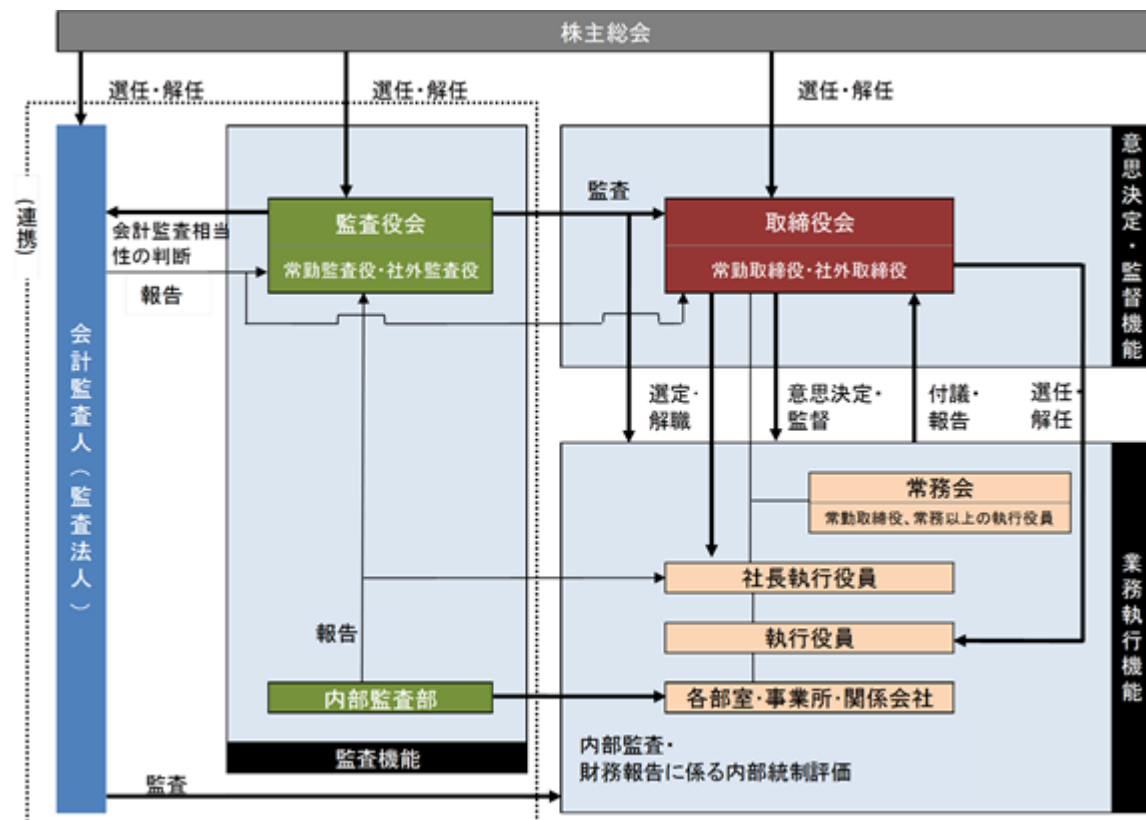 株主総会
選任・解任
選任・解任
選任・解任
(連携)
会計監査人（監査法人）
監査役会
常勤監査役・社外監査役
会計監査相当
性の判断
報告
監査
取締役会
常勤取締役・社外取締役
意思決定・監督機能
選定・
解職
意思決定・
監督
付議・
報告
選任・
解任
常務会
常勤取締役、常務以上の執行役員
社長執行役員
執行役員
各部室・事業所・関係会社
業務執行機能
報告
内部監査部
監査機能
内部監査・
財務報告に係る内部統制評価
監査